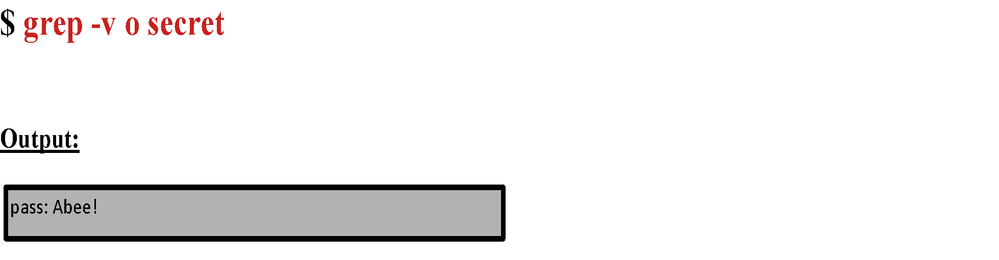 $ grep -v o secret
Output:
pass: Abee!